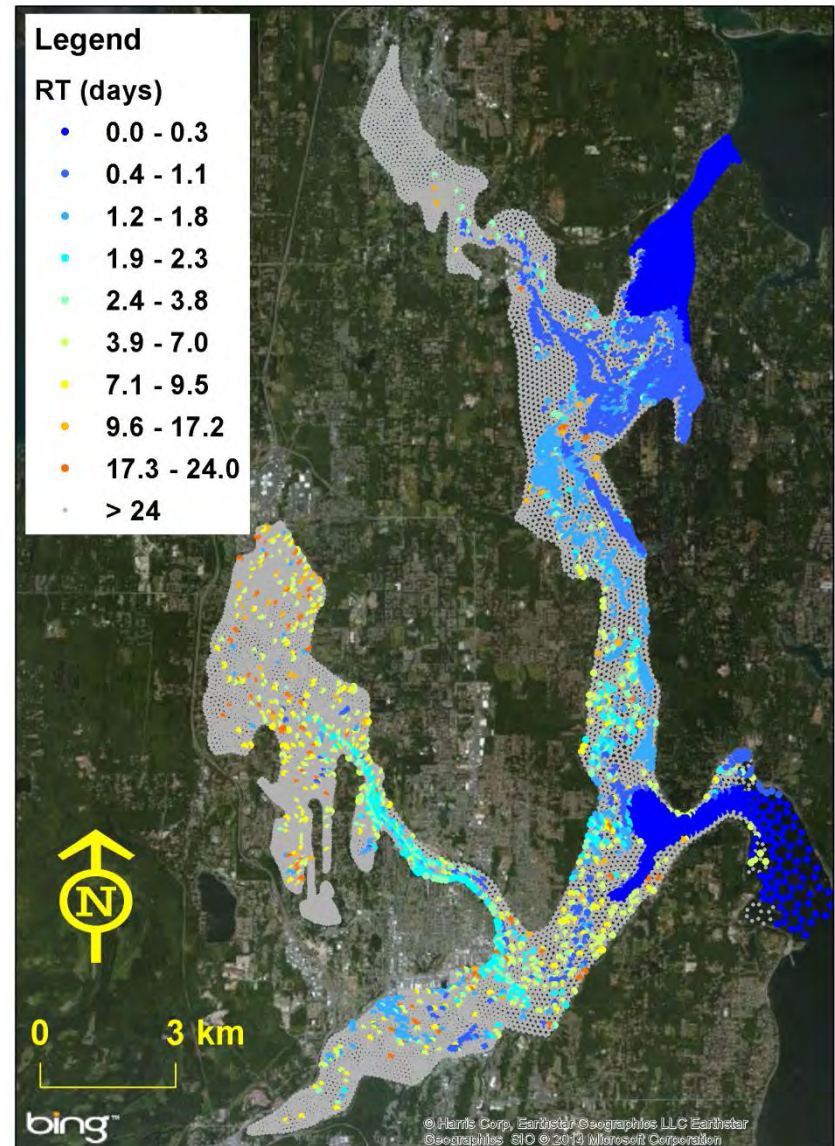 Legend
RT (days)
0.0 - 0.3
0.4 - 1.1
1.2 - 1.8
1.9 - 2.3
2.4 - 3.8
3.9 - 7.0
7.1 - 9.5
9.6 - 17.2
17.3 - 24.0
> 24
N
0 3 km
bing™
© Harris Corp, Earthstar Geographics LLC Earthstar
Geographics SIO © 2014 Microsoft Corporation